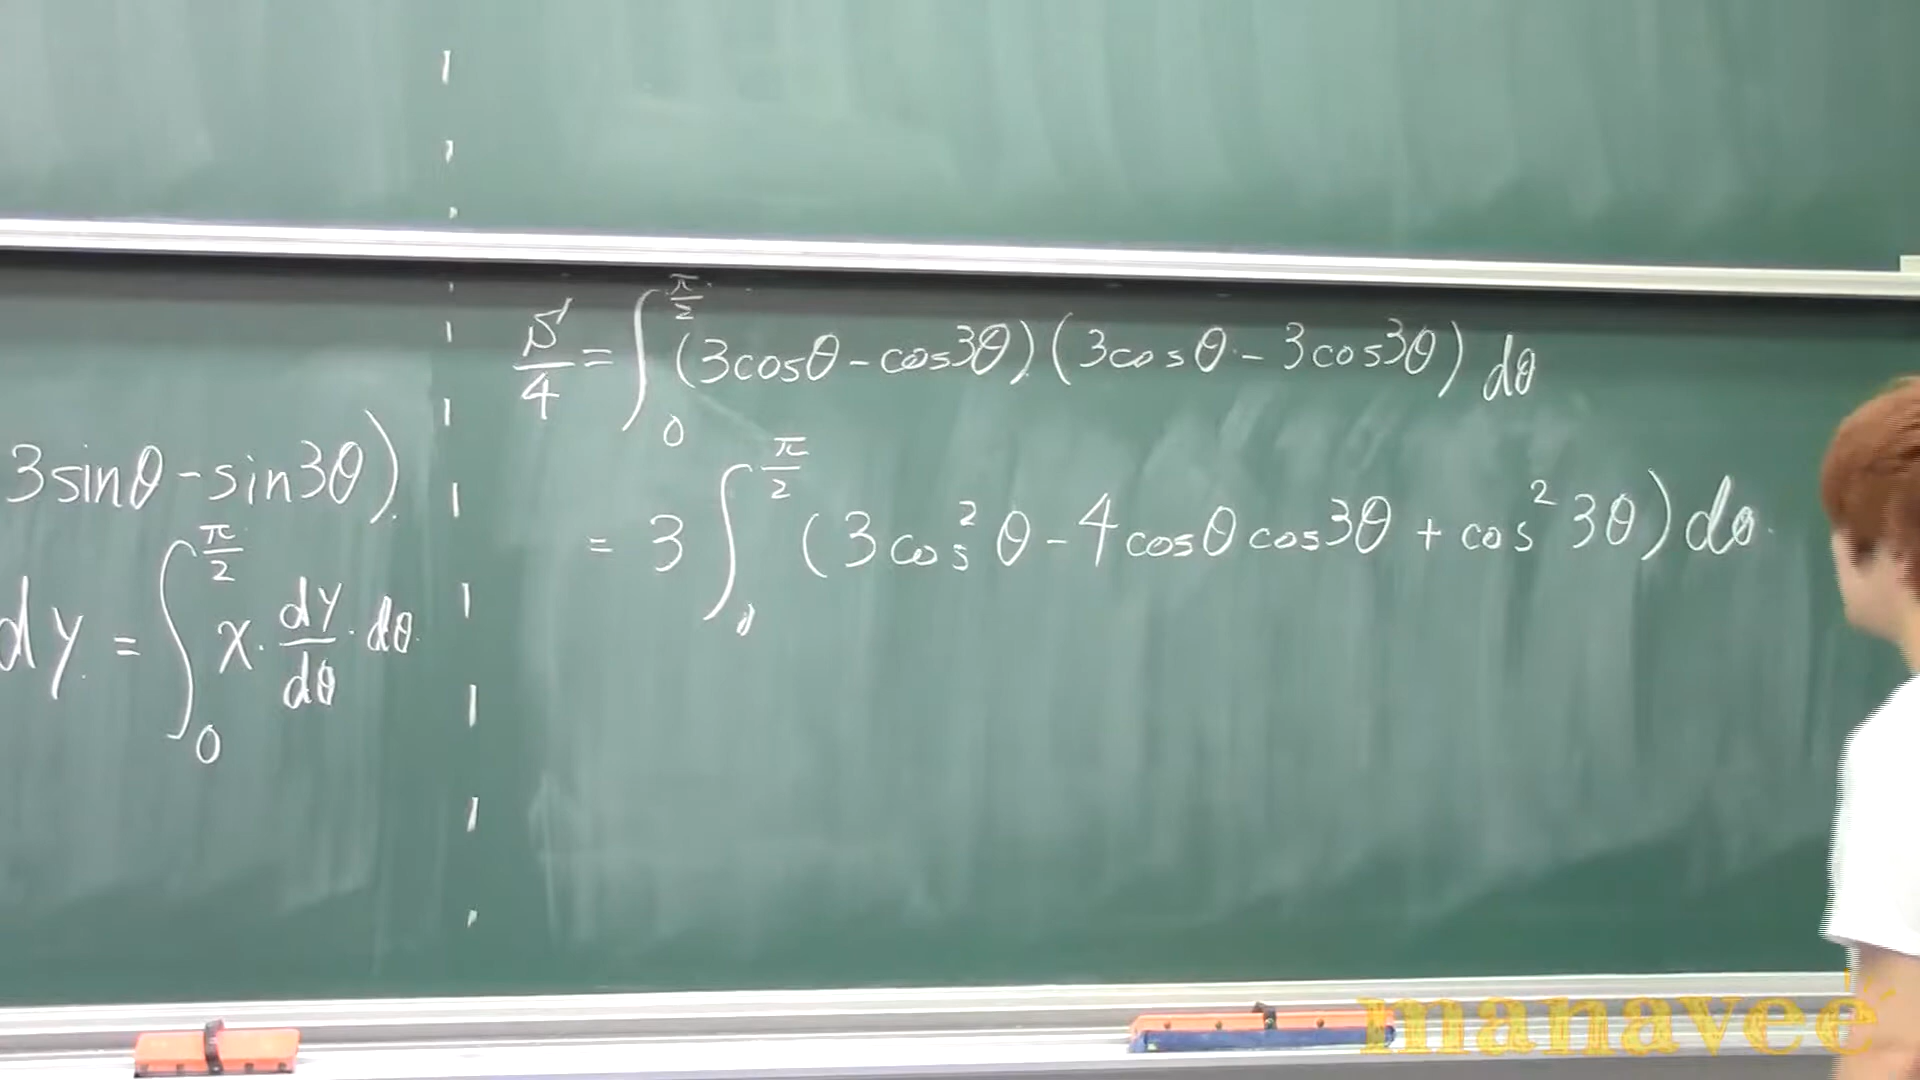 3sinθ-sin3θ).
dy = ∫₀^{π/2} x・dy/dθ・dθ.
S/4 = ∫₀^{π/2} (3cosθ-cos3θ)(3cosθ-3cos3θ) dθ
= 3∫₀^{π/2} (3cos²θ-4cosθcos3θ+cos²3θ)dθ.
manavee